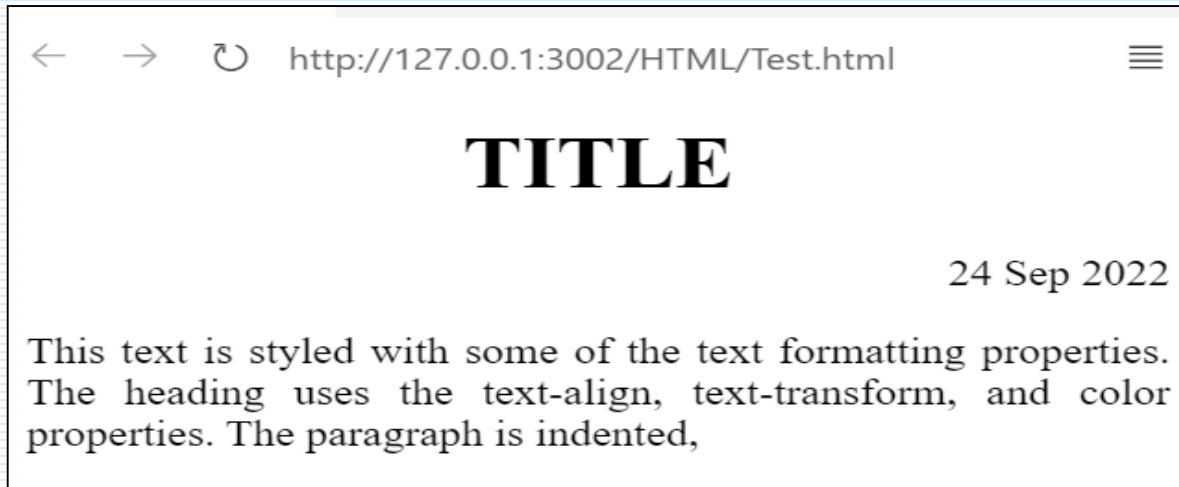 http://127.0.0.1:3002/HTML/Test.html
TITLE
24 Sep 2022
This text is styled with some of the text formatting properties.
The heading uses the text-align, text-transform, and color
properties. The paragraph is indented,